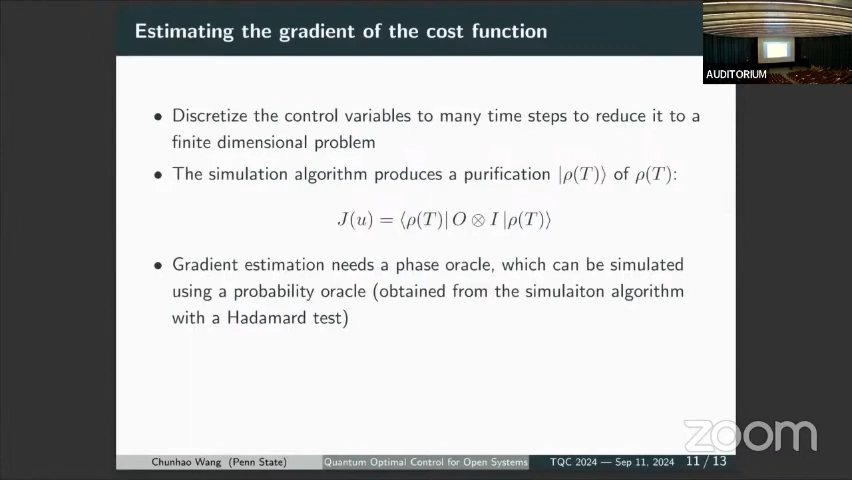 Estimating the gradient of the cost function
AUDITORIUM
• Discretize the control variables to many time steps to reduce it to a
finite dimensional problem
• The simulation algorithm produces a purification |ρ(T)⟩ of ρ(T):
J(u) = ⟨ρ(T)| O ⊗ I |ρ(T)⟩
• Gradient estimation needs a phase oracle, which can be simulated
using a probability oracle (obtained from the simulaiton algorithm
with a Hadamard test)
zoom
Chunhao Wang (Penn State) Quantum Optimal Control for Open Systems TQC 2024 — Sep 11, 2024 11 / 13